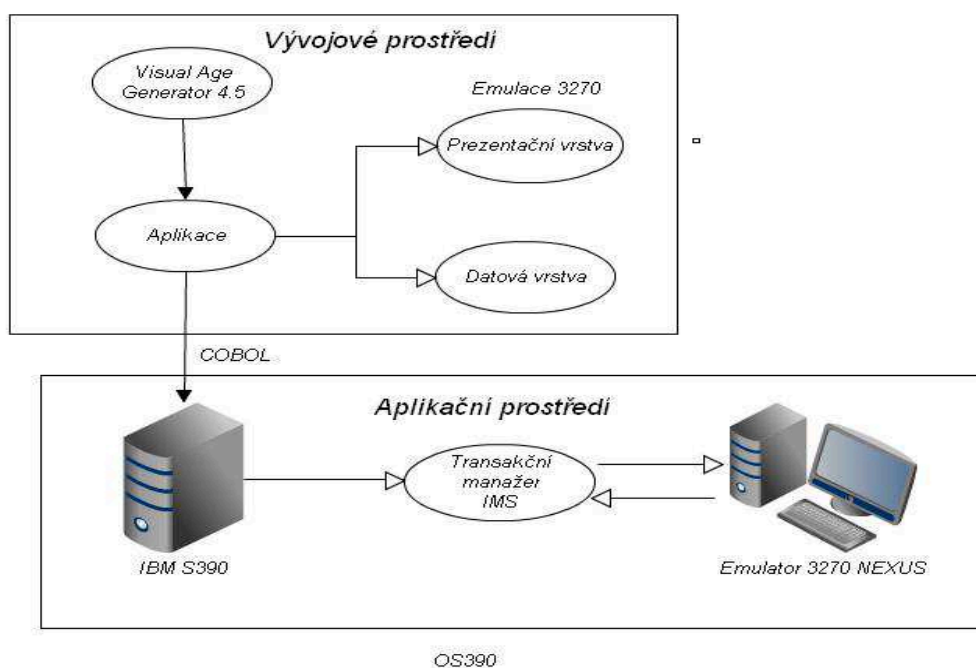 Vývojové prostředí
Visual Age
Generator 4.5
Emulace 3270
Prezentační vrstva
Aplikace
Datová vrstva
COBOL
Aplikační prostředí
Transakční
manažer
IMS
IBM S390
Emulator 3270 NEXUS
OS390